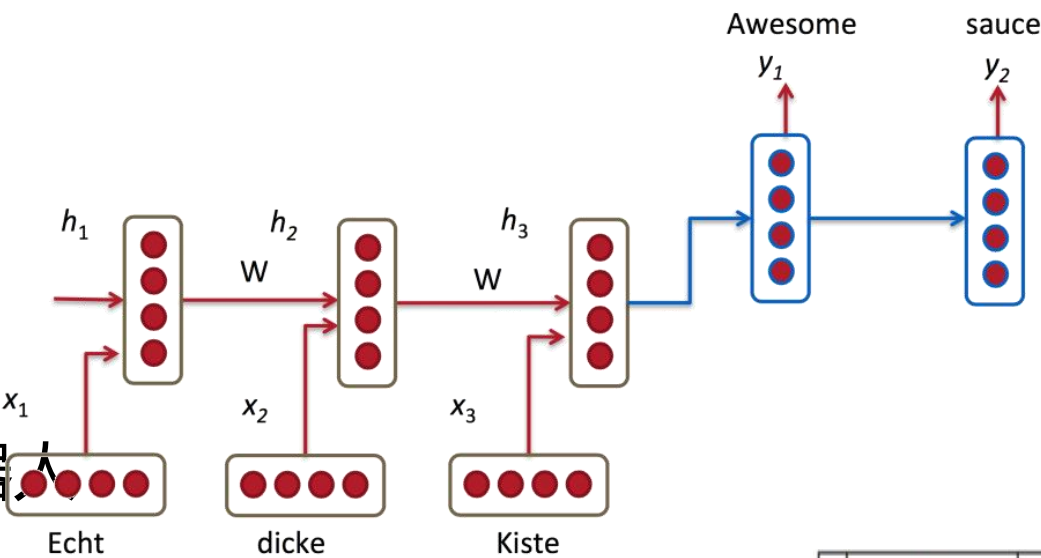 Awesome sauce
y1 y2
h1 h2 h3
W W
x1 x2 x3
Echt dicke Kiste